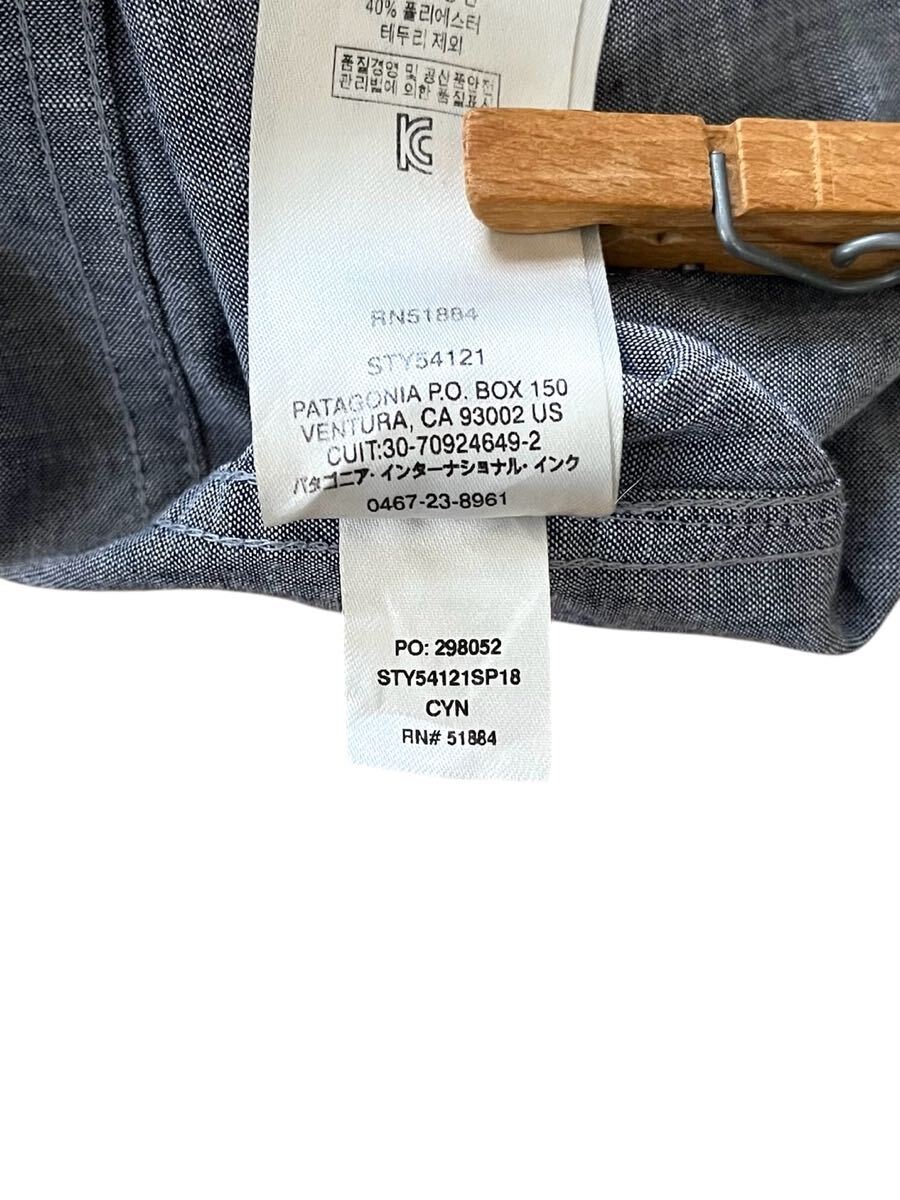 40% 폴리에스터
테두리 제외
품질경영 및 공산품안전
관리법에 의한 품질표시
RN51884
STY54121
PATAGONIA P.O. BOX 150
VENTURA, CA 93002 US
CUIT:30-70924649-2
パタゴニア・インターナショナル・インク
0467-23-8961
PO: 298052
STY54121SP18
CYN
RN# 51884